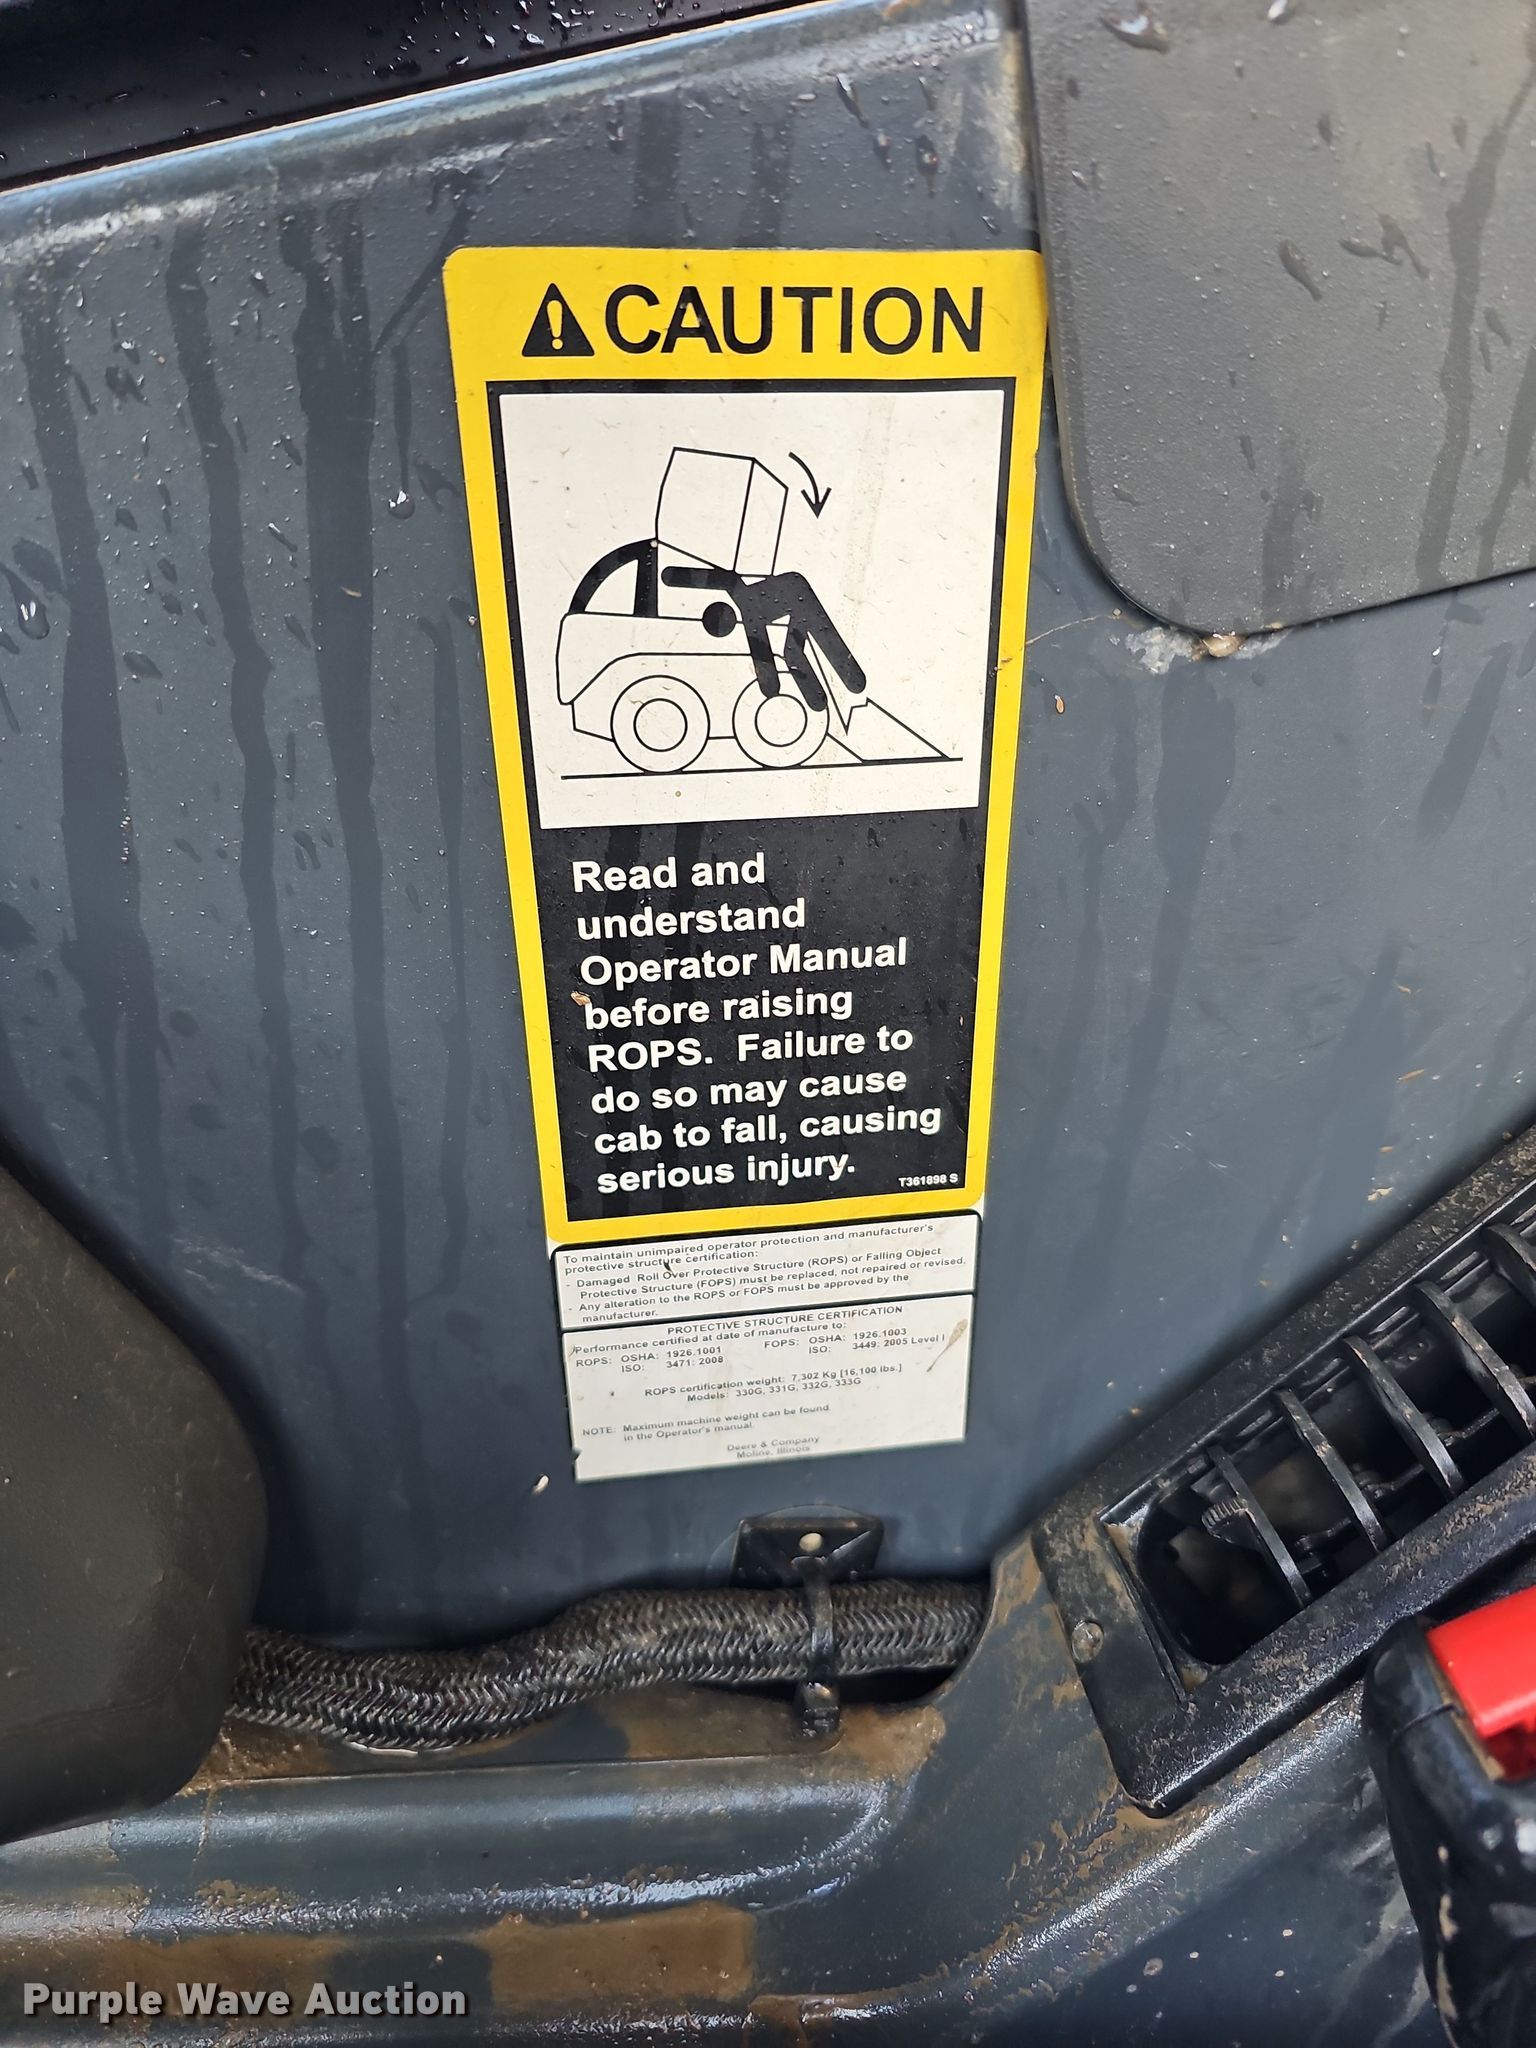 CAUTION
Read and
understand
Operator Manual
before raising
ROPS. Failure to
do so may cause
cab to fall, causing
serious injury.
T361898 S
To maintain unimpaired operator protection and manufacturer's
protective structure certification:
- Damaged Roll Over Protective Structure (ROPS) or Falling Object
Protective Structure (FOPS) must be replaced, not repaired or revised.
- Any alteration to the ROPS or FOPS must be approved by the
manufacturer.
PROTECTIVE STRUCTURE CERTIFICATION
Performance certified at date of manufacture to:
ROPS: OSHA: 1926.1001 FOPS: OSHA: 1926.1003
ISO: 3471: 2008 ISO: 3449: 2005 Level I
ROPS certification weight: 7,302 Kg [16,100 lbs.]
Models: 330G, 331G, 332G, 333G
NOTE: Maximum machine weight can be found
in the Operator's manual.
Deere & Company
Moline, Illinois
Purple Wave Auction